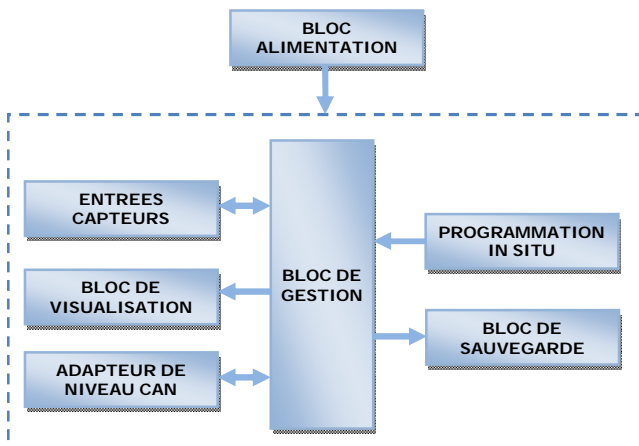 BLOC
ALIMENTATION
ENTREES
CAPTEURS
BLOC DE
VISUALISATION
ADAPTEUR DE
NIVEAU CAN
BLOC DE
GESTION
PROGRAMMATION
IN SITU
BLOC DE
SAUVEGARDE